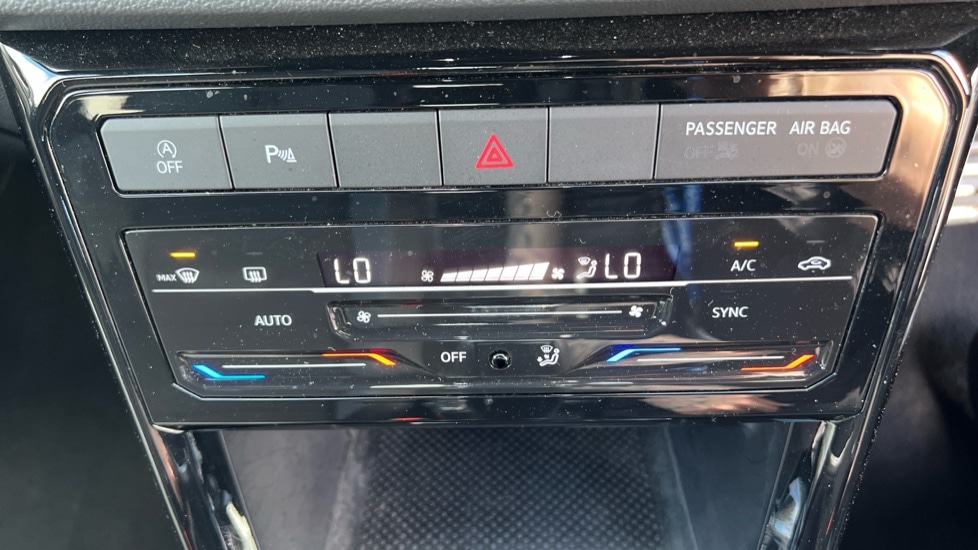 PASSENGER AIR BAG
Ⓐ OFF P OFF ON
LO LO
MAX A/C
AUTO SYNC
OFF